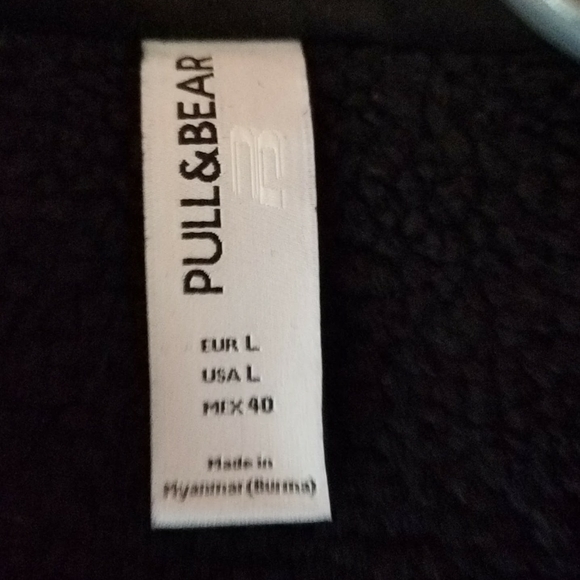 PULL&BEAR
EUR L
USA L
MEX 40
Made in
Myanmar (Burma)